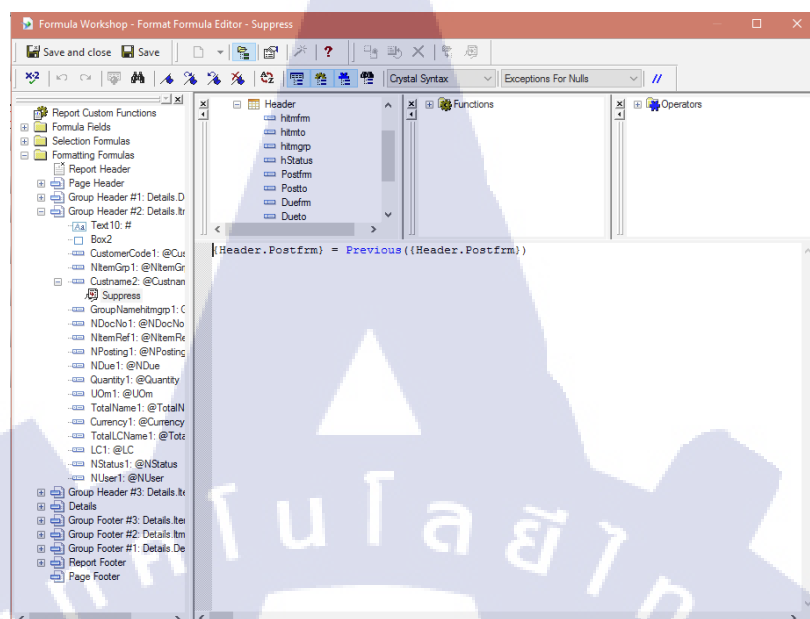 Formula Workshop - Format Formula Editor - Suppress
Save and close Save
Crystal Syntax Exceptions For Nulls
Report Custom Functions
Formula Fields
Selection Formulas
Formatting Formulas
Report Header
Page Header
Group Header #1: Details.D
Group Header #2: Details.Itr
Text10: #
Box2
CustomerCode1: @Cus
NItemGrp1: @NItemGr
Custname2: @Custnan
Suppress
GroupNamehitmgrp1: G
NDocNo1: @NDocNo
NItemRef1: @NItemRe
NPosting1: @NPosting
NDue1: @NDue
Quantity1: @Quantity
UOm1: @UOm
TotalName1: @TotalN
Currency1: @Currency
TotalLCName1: @Tota
LC1: @LC
NStatus1: @NStatus
NUser1: @NUser
Group Header #3: Details.Ite
Details
Group Footer #3: Details.Iter
Group Footer #2: Details.Itm
Group Footer #1: Details.De
Report Footer
Page Footer
Header
hitmfrm
hitmto
hitmgrp
hStatus
Postfrm
Postto
Duefrm
Dueto
Functions
Operators
{Header.Postfrm} = Previous({Header.Postfrm})